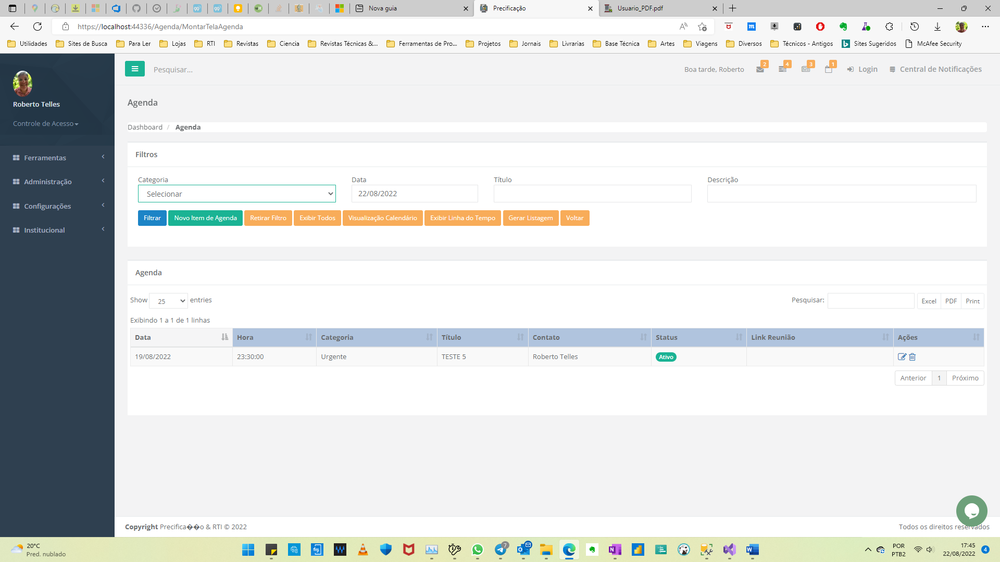 Nova guia
Precificação
Usuario_PDF.pdf
https://localhost:44336/Agenda/MontarTelaAgenda
Utilidades
Sites de Busca
Para Ler
Lojas
RTI
Revistas
Ciencia
Revistas Técnicas &...
Ferramentas de Pro...
Projetos
Jornais
Livrarias
Base Técnica
Artes
Viagens
Diversos
Técnicos - Antigos
Sites Sugeridos
McAfee Security
Roberto Telles
Controle de Acesso
Ferramentas
Administração
Configurações
Institucional
Pesquisar...
Boa tarde, Roberto
2
4
3
1
Login
Central de Notificações
Agenda
Dashboard / Agenda
Filtros
Categoria
Data
Título
Descrição
Selecionar
22/08/2022
Filtrar
Novo Item de Agenda
Retirar Filtro
Exibir Todos
Visualização Calendário
Exibir Linha do Tempo
Gerar Listagem
Voltar
Agenda
Show 25 entries
Pesquisar:
Excel
PDF
Print
Exibindo 1 a 1 de 1 linhas
Data Hora Categoria Título Contato Status Link Reunião Ações
19/08/2022 23:30:00 Urgente TESTE 5 Roberto Telles Ativo
Anterior 1 Próximo
Copyright Precifica��o & RTI © 2022
Todos os direitos reservados
20°C
Pred. nublado
7
POR
PTB2
17:45
22/08/2022
4